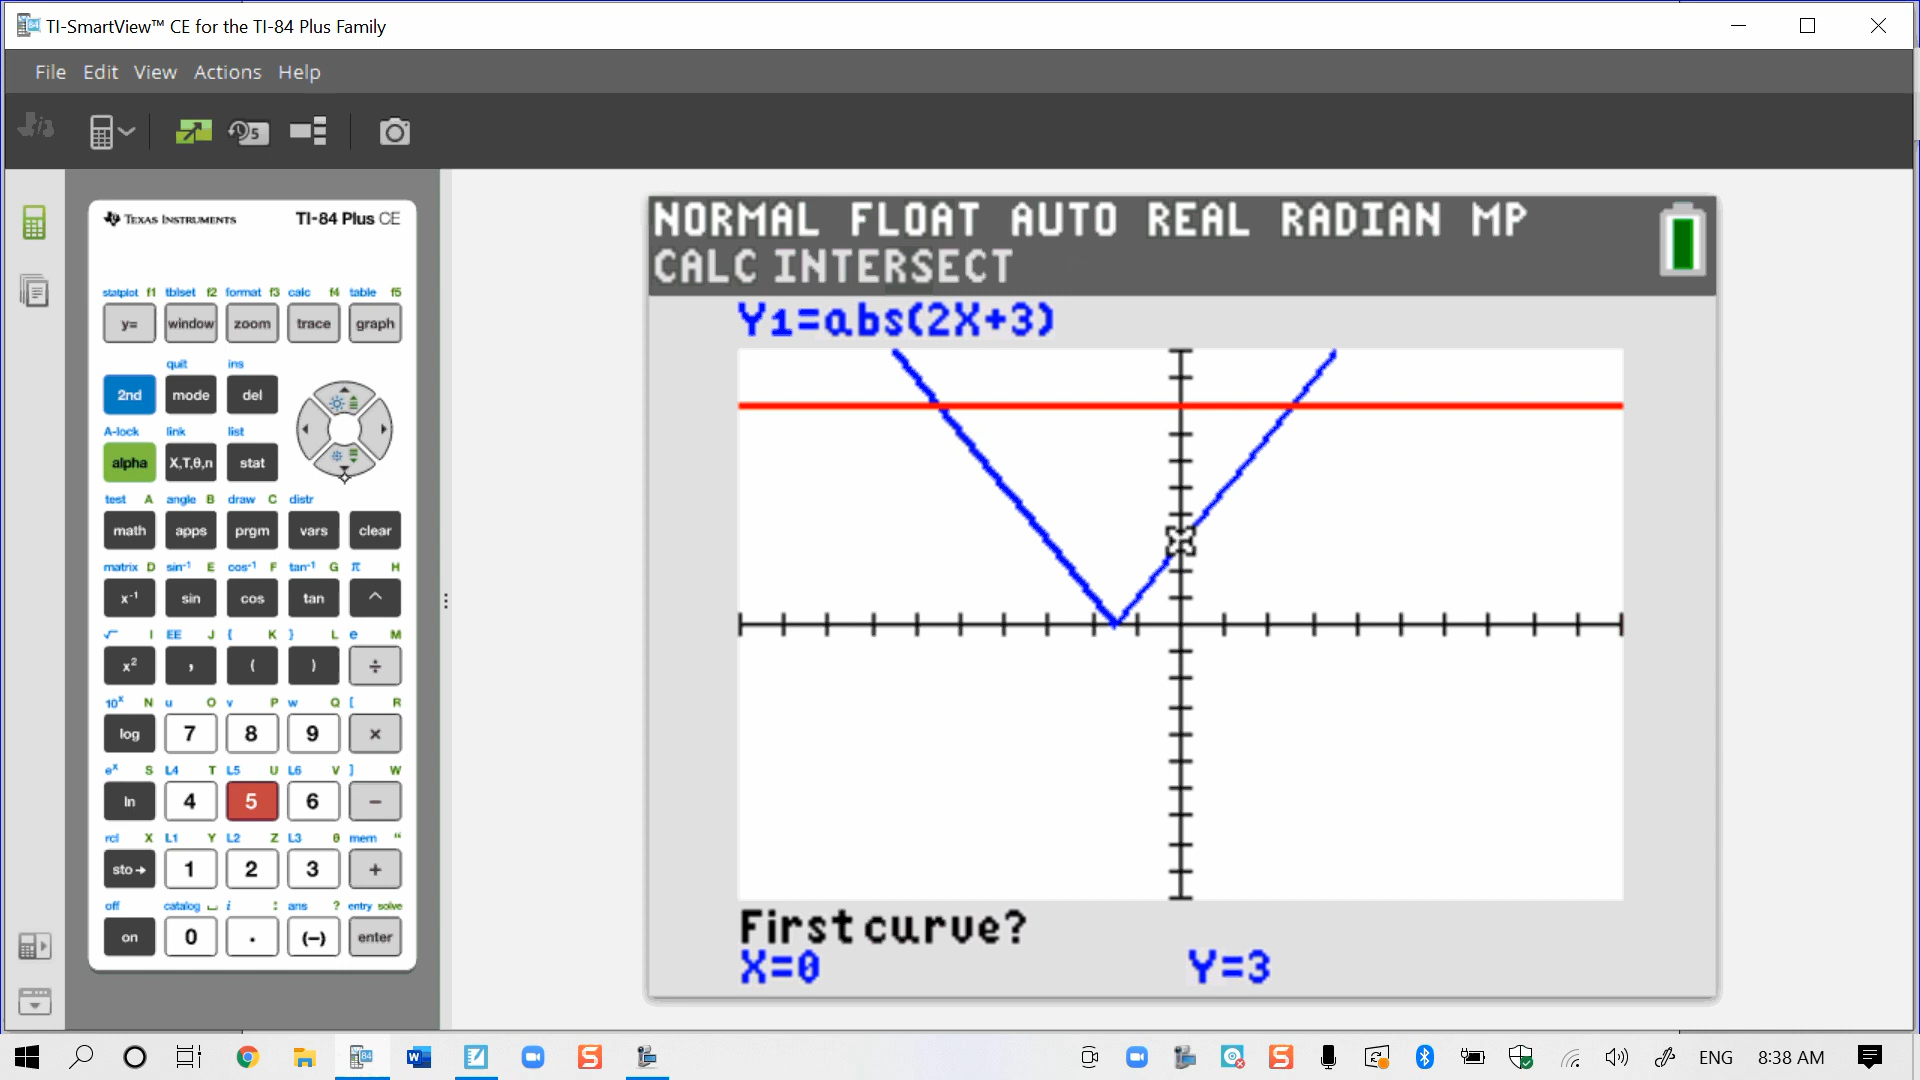 TI-SmartView™ CE for the TI-84 Plus Family
File Edit View Actions Help
5
TEXAS INSTRUMENTS TI-84 Plus CE
statplot f1 tblset f2 format f3 calc f4 table f5
y= window zoom trace graph
quit ins
2nd mode del
A-lock link list
alpha X,T,θ,n stat
test A angle B draw C distr
math apps prgm vars clear
matrix D sin⁻¹ E cos⁻¹ F tan⁻¹ G π H
x⁻¹ sin cos tan ^
√ I EE J { K } L e M
x² , ( ) ÷
10ˣ N u O v P w Q [ R
log 7 8 9 ×
eˣ S L4 T L5 U L6 V ] W
ln 4 5 6 −
rcl X L1 Y L2 Z L3 θ mem "
sto→ 1 2 3 +
off catalog ⎵ i : ans ? entry solve
on 0 . (−) enter
NORMAL FLOAT AUTO REAL RADIAN MP
CALC INTERSECT
Y1=abs(2X+3)
First curve?
X=0 Y=3
84 W S S ENG 8:38 AM